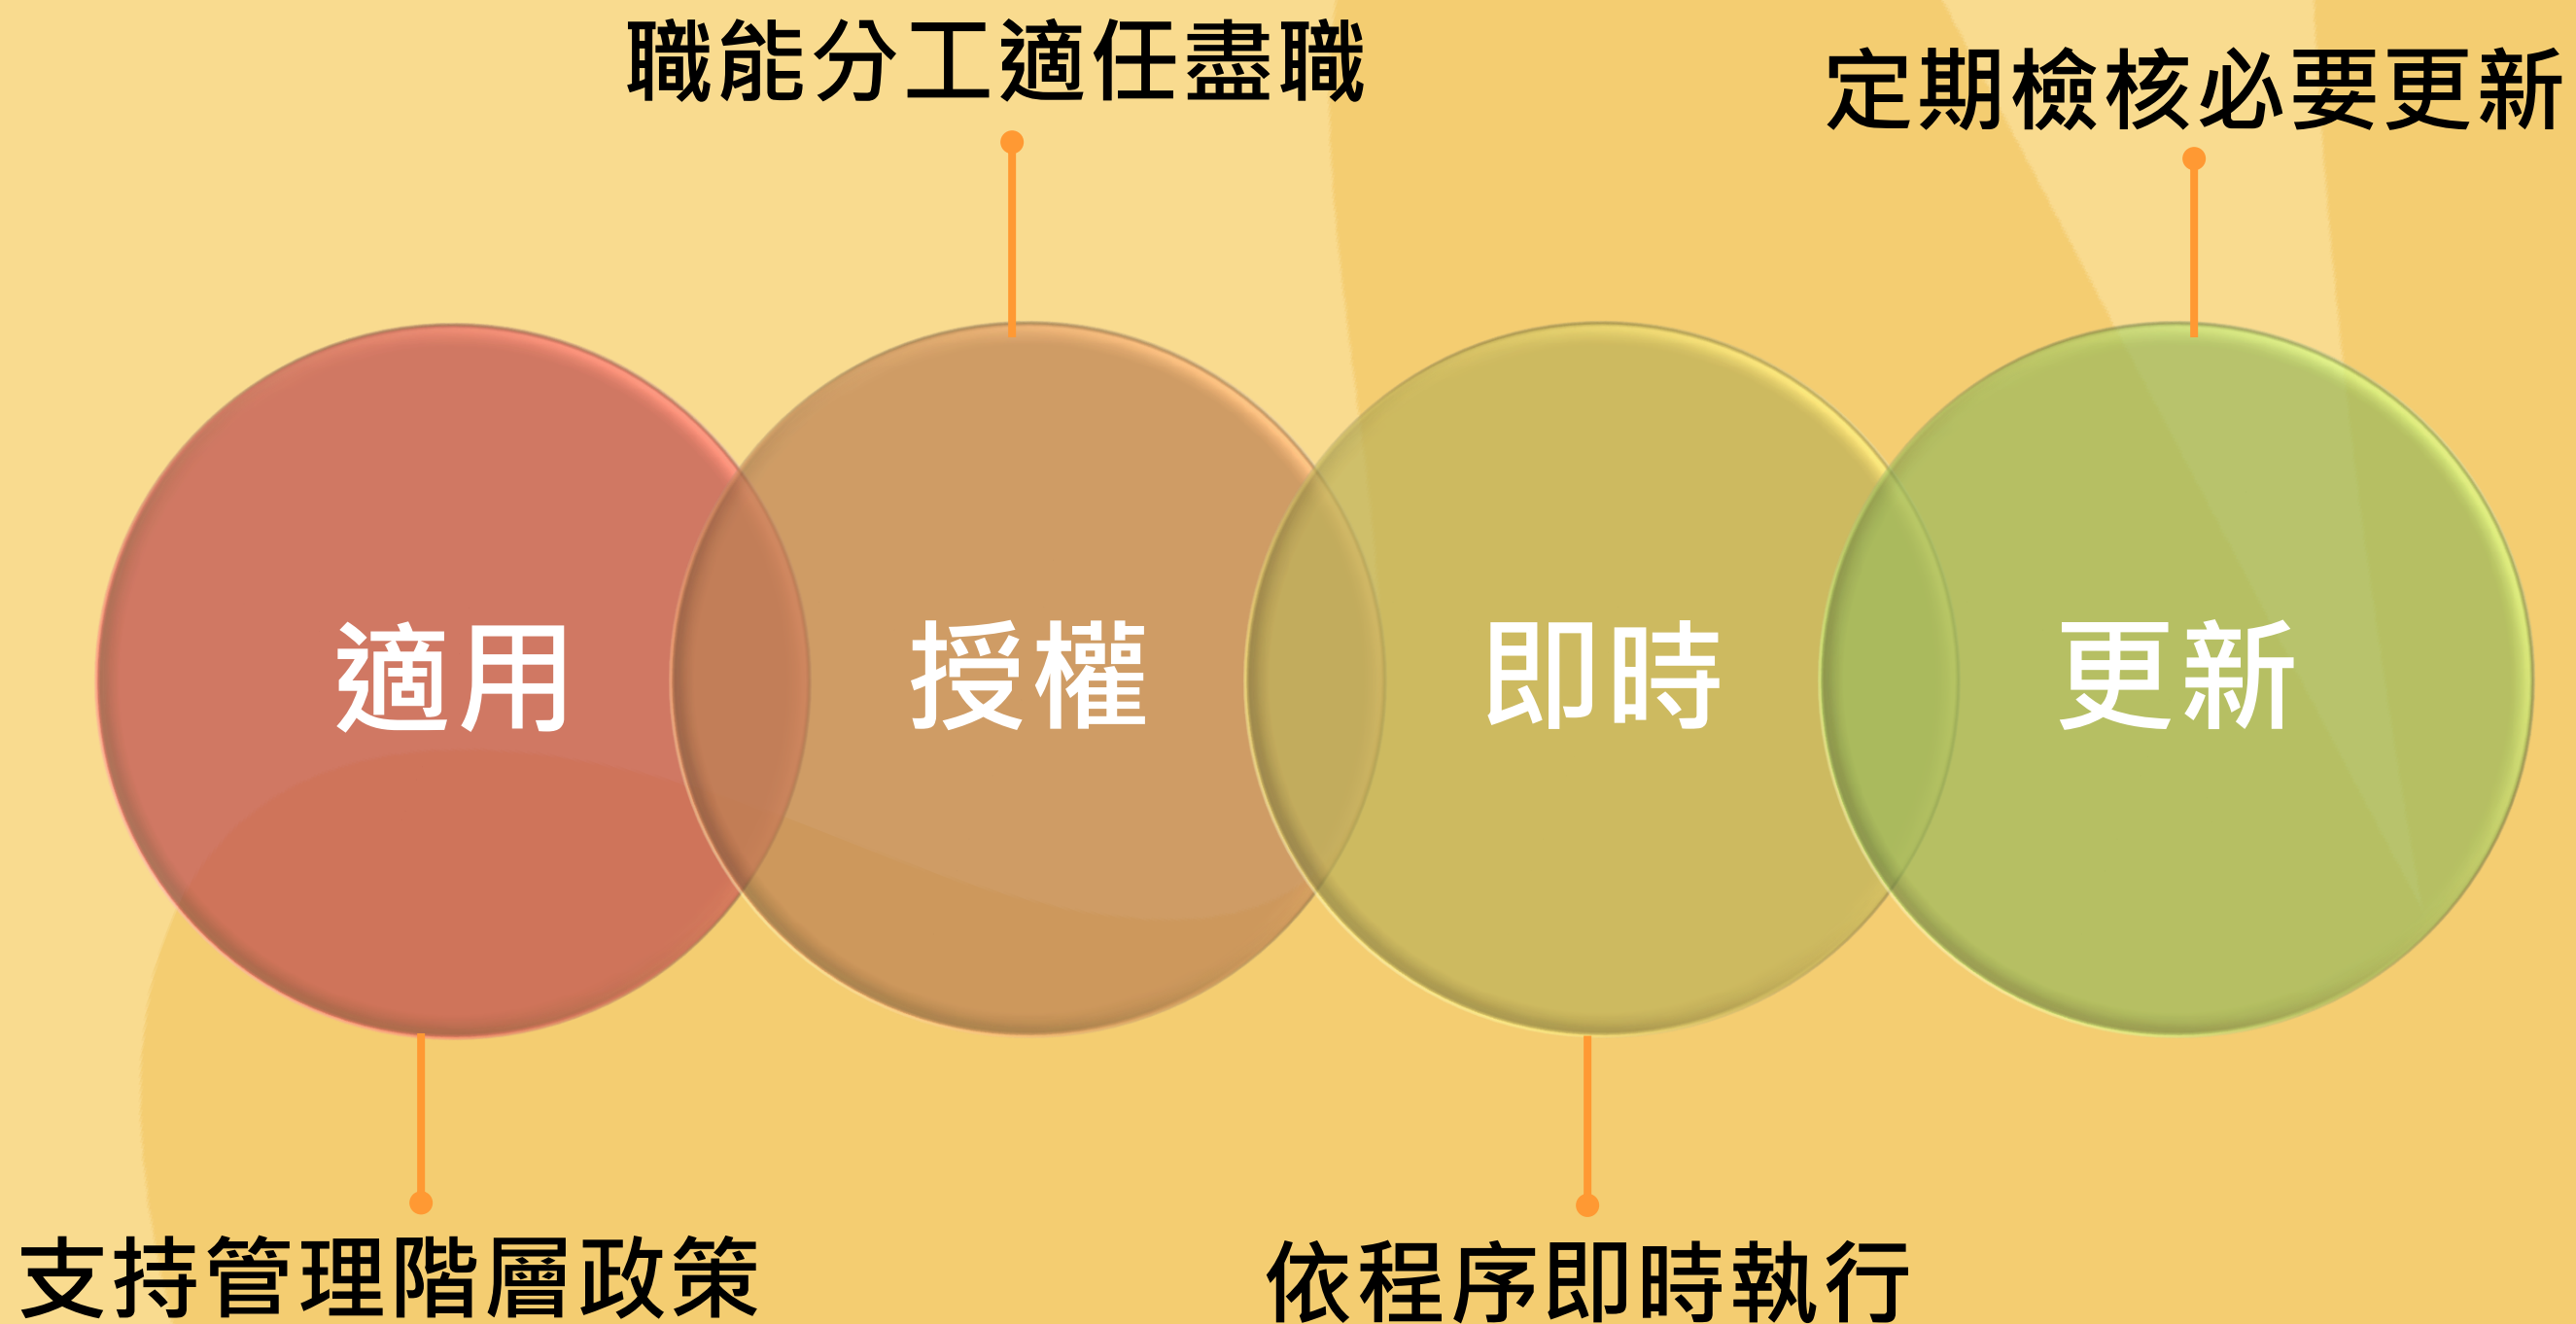 職能分工適任盡職
定期檢核必要更新
適用
授權
即時
更新
支持管理階層政策
依程序即時執行